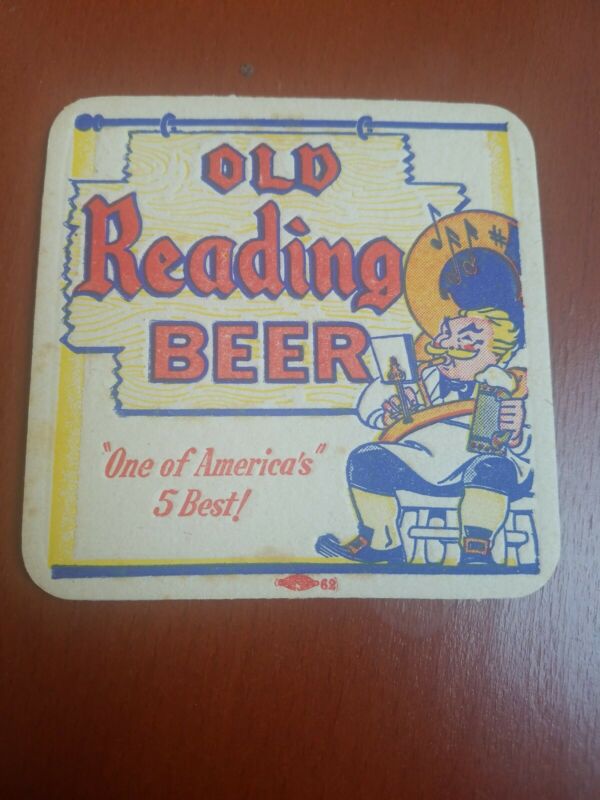 OLD
Reading
BEER
"One of America's"
5 Best!
62